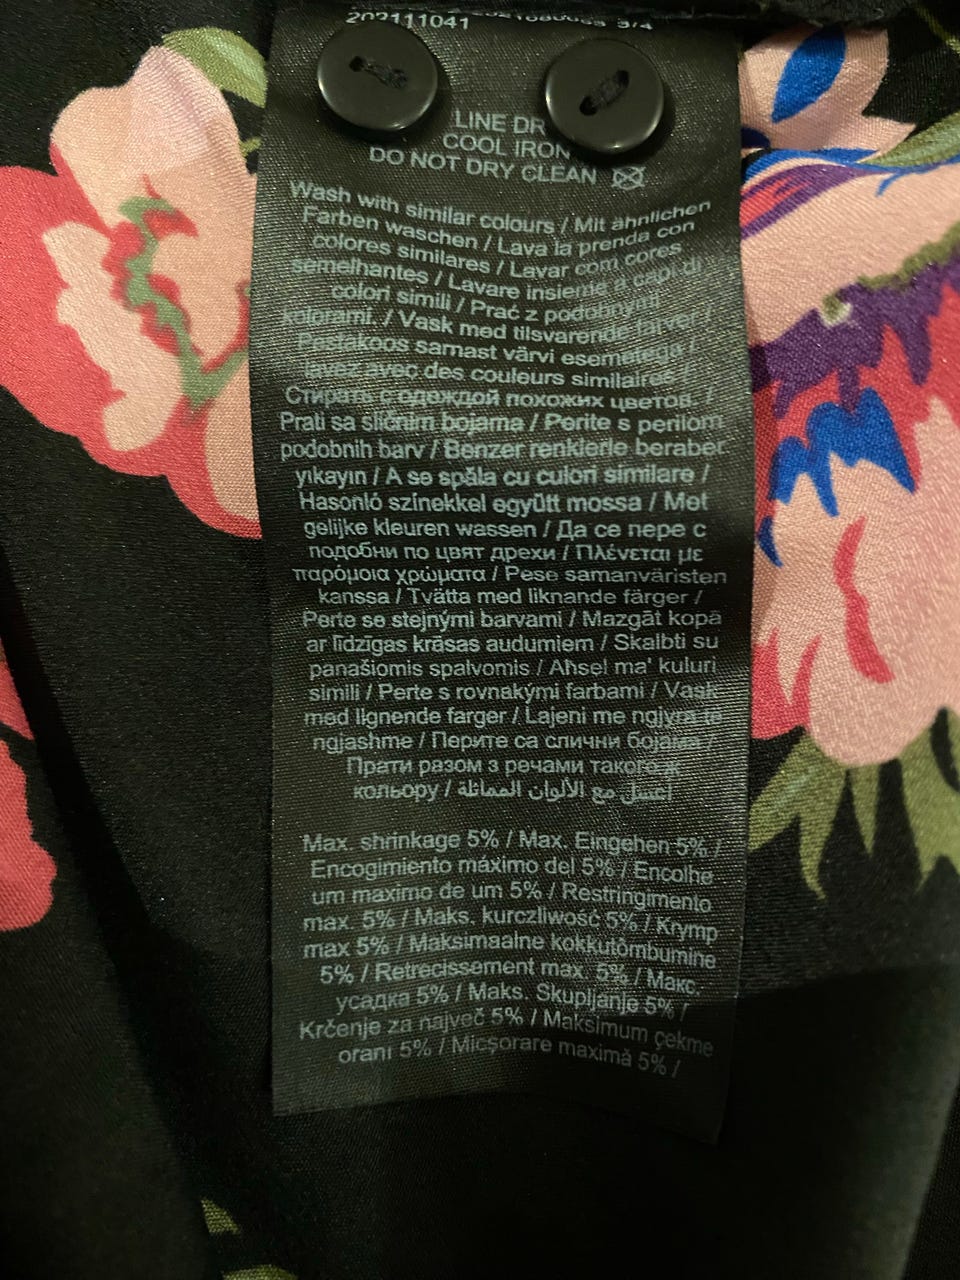 202111041 3/4
LINE DR
COOL IRON
DO NOT DRY CLEAN
Wash with similar colours / Mit ähnlichen
Farben waschen / Lava la prenda con
colores similares / Lavar com cores
semelhantes / Lavare insieme a capi di
colori simili / Prać z podobnymi
kolorami. / Vask med tilsvarende farver /
Pestakoos samast värvi esemetega /
lavez avec des couleurs similaires /
Стирать с одеждой похожих цветов. /
Prati sa sličnim bojama / Perite s perilom
podobnih barv / Benzer renklerle beraber
yıkayın / A se spăla cu culori similare /
Hasonló színekkel együtt mossa / Met
gelijke kleuren wassen / Да се пере с
подобни по цвят дрехи / Πλένεται με
παρόμοια χρώματα / Pese samanväristen
kanssa / Tvätta med liknande färger /
Perte se stejnými barvami / Mazgāt kopā
ar līdzīgas krāsas audumiem / Skalbti su
panašiomis spalvomis / Aħsel ma' kuluri
simili / Perte s rovnakými farbami / Vask
med lignende farger / Lajeni me ngjyra të
ngjashme / Перите са сличним бојама /
Прати разом з речами такого ж
кольору / اغسل مع الألوان المماثلة
Max. shrinkage 5% / Max. Eingehen 5% /
Encogimiento máximo del 5% / Encolhe
um maximo de um 5% / Restringimento
max. 5% / Maks. kurczliwość 5% / Krymp
max 5% / Maksimaalne kokkutõmbumine
5% / Retrecissement max. 5% / Макс.
усадка 5% / Maks. Skupljanje 5% /
Krčenje za največ 5% / Maksimum çekme
oranı 5% / Micșorare maximă 5% /